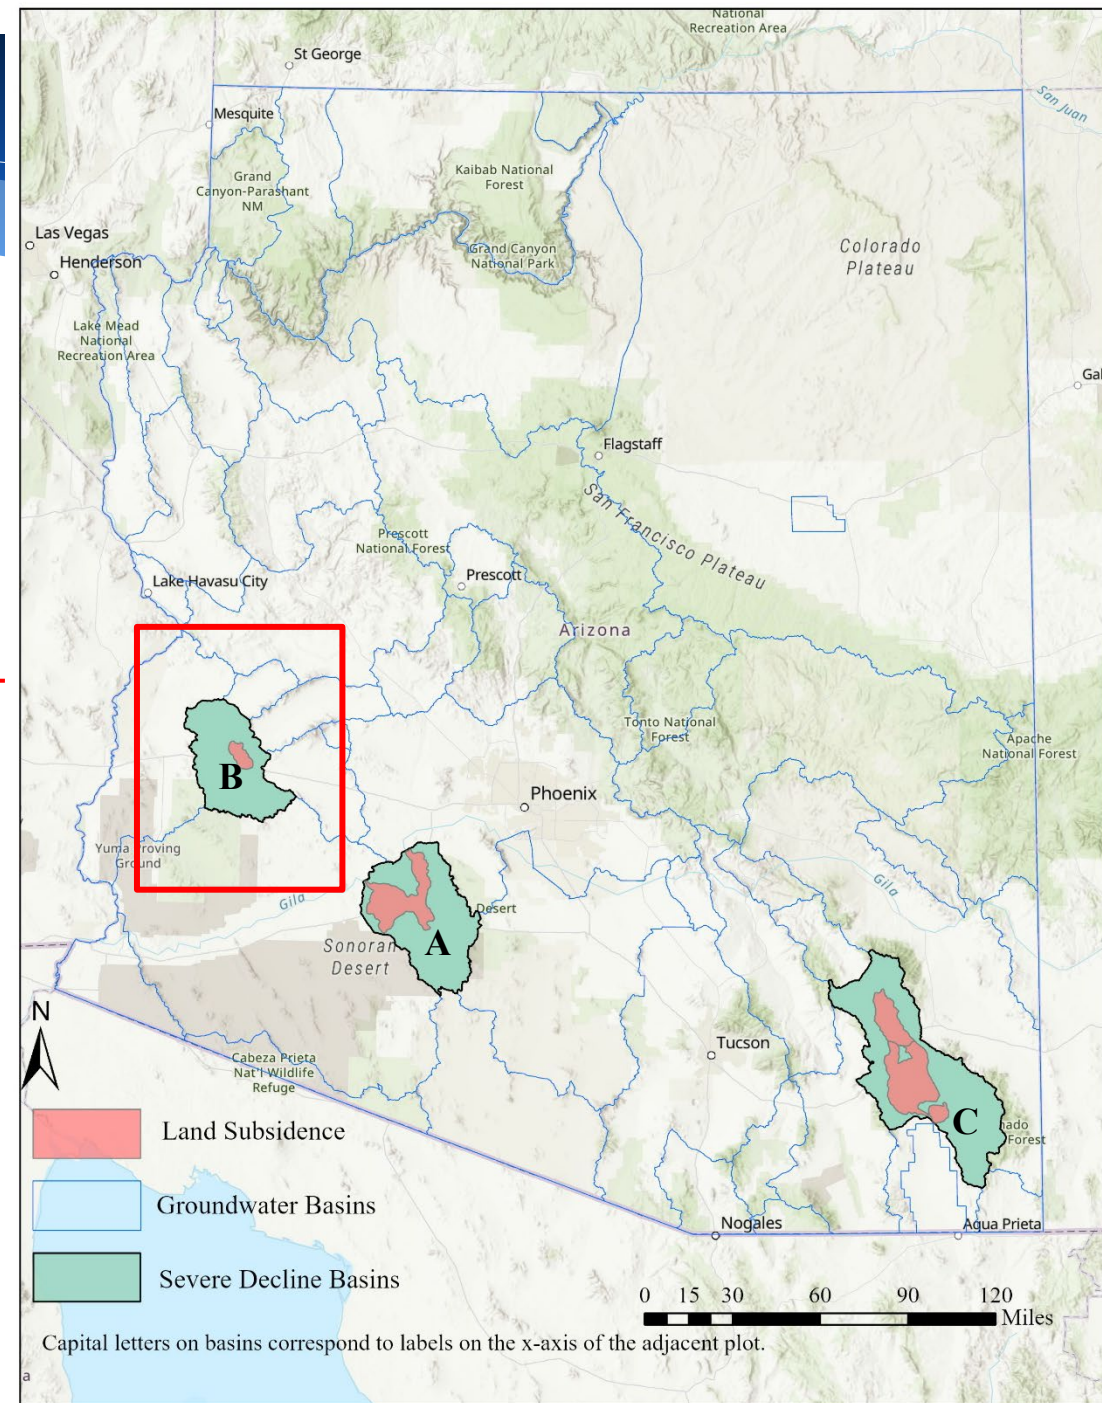 National
Recreation Area
St George
San Juan
Mesquite
Kaibab National
Forest
Grand
Canyon-Parashant
NM
Las Vegas
Henderson
Grand Canyon
National Park
Colorado
Plateau
Lake Mead
National
Recreation Area
Gal
Flagstaff
San Francisco Plateau
Prescott
National Forest
Prescott
Lake Havasu City
Arizona
Tonto National
Forest
Apache
National Forest
B
Phoenix
Yuma Proving
Ground
Gila
Gila
Desert
A
Sonoran
Desert
N
Tucson
Cabeza Prieta
Nat'l Wildlife
Refuge
C
nado
Forest
Land Subsidence
Groundwater Basins
Nogales
Agua Prieta
Severe Decline Basins
0 15 30 60 90 120
Miles
Capital letters on basins correspond to labels on the x-axis of the adjacent plot.
a